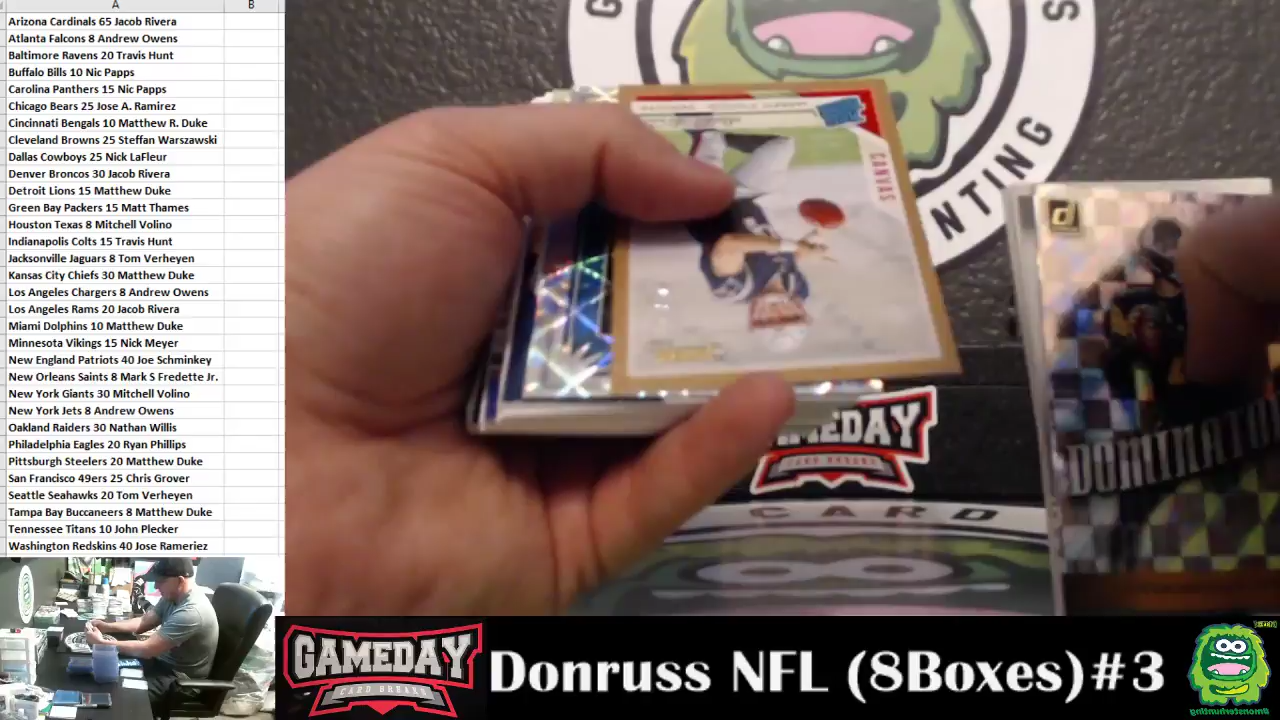 A B
Arizona Cardinals 65 Jacob Rivera
Atlanta Falcons 8 Andrew Owens
Baltimore Ravens 20 Travis Hunt
Buffalo Bills 10 Nic Papps
Carolina Panthers 15 Nic Papps
Chicago Bears 25 Jose A. Ramirez
Cincinnati Bengals 10 Matthew R. Duke
Cleveland Browns 25 Steffan Warszawski
Dallas Cowboys 25 Nick LaFleur
Denver Broncos 30 Jacob Rivera
Detroit Lions 15 Matthew Duke
Green Bay Packers 15 Matt Thames
Houston Texas 8 Mitchell Volino
Indianapolis Colts 15 Travis Hunt
Jacksonville Jaguars 8 Tom Verheyen
Kansas City Chiefs 30 Matthew Duke
Los Angeles Chargers 8 Andrew Owens
Los Angeles Rams 20 Jacob Rivera
Miami Dolphins 10 Matthew Duke
Minnesota Vikings 15 Nick Meyer
New England Patriots 40 Joe Schminkey
New Orleans Saints 8 Mark S Fredette Jr.
New York Giants 30 Mitchell Volino
New York Jets 8 Andrew Owens
Oakland Raiders 30 Nathan Willis
Philadelphia Eagles 20 Ryan Phillips
Pittsburgh Steelers 20 Matthew Duke
San Francisco 49ers 25 Chris Grover
Seattle Seahawks 20 Tom Verheyen
Tampa Bay Buccaneers 8 Matthew Duke
Tennessee Titans 10 John Plecker
Washington Redskins 40 Jose Rameriez
CANVAS
NTING
GAMEDAY
CARD
GAMEDAY
CARD BREAKS
Donruss NFL (8Boxes)#3
#monsterhunting